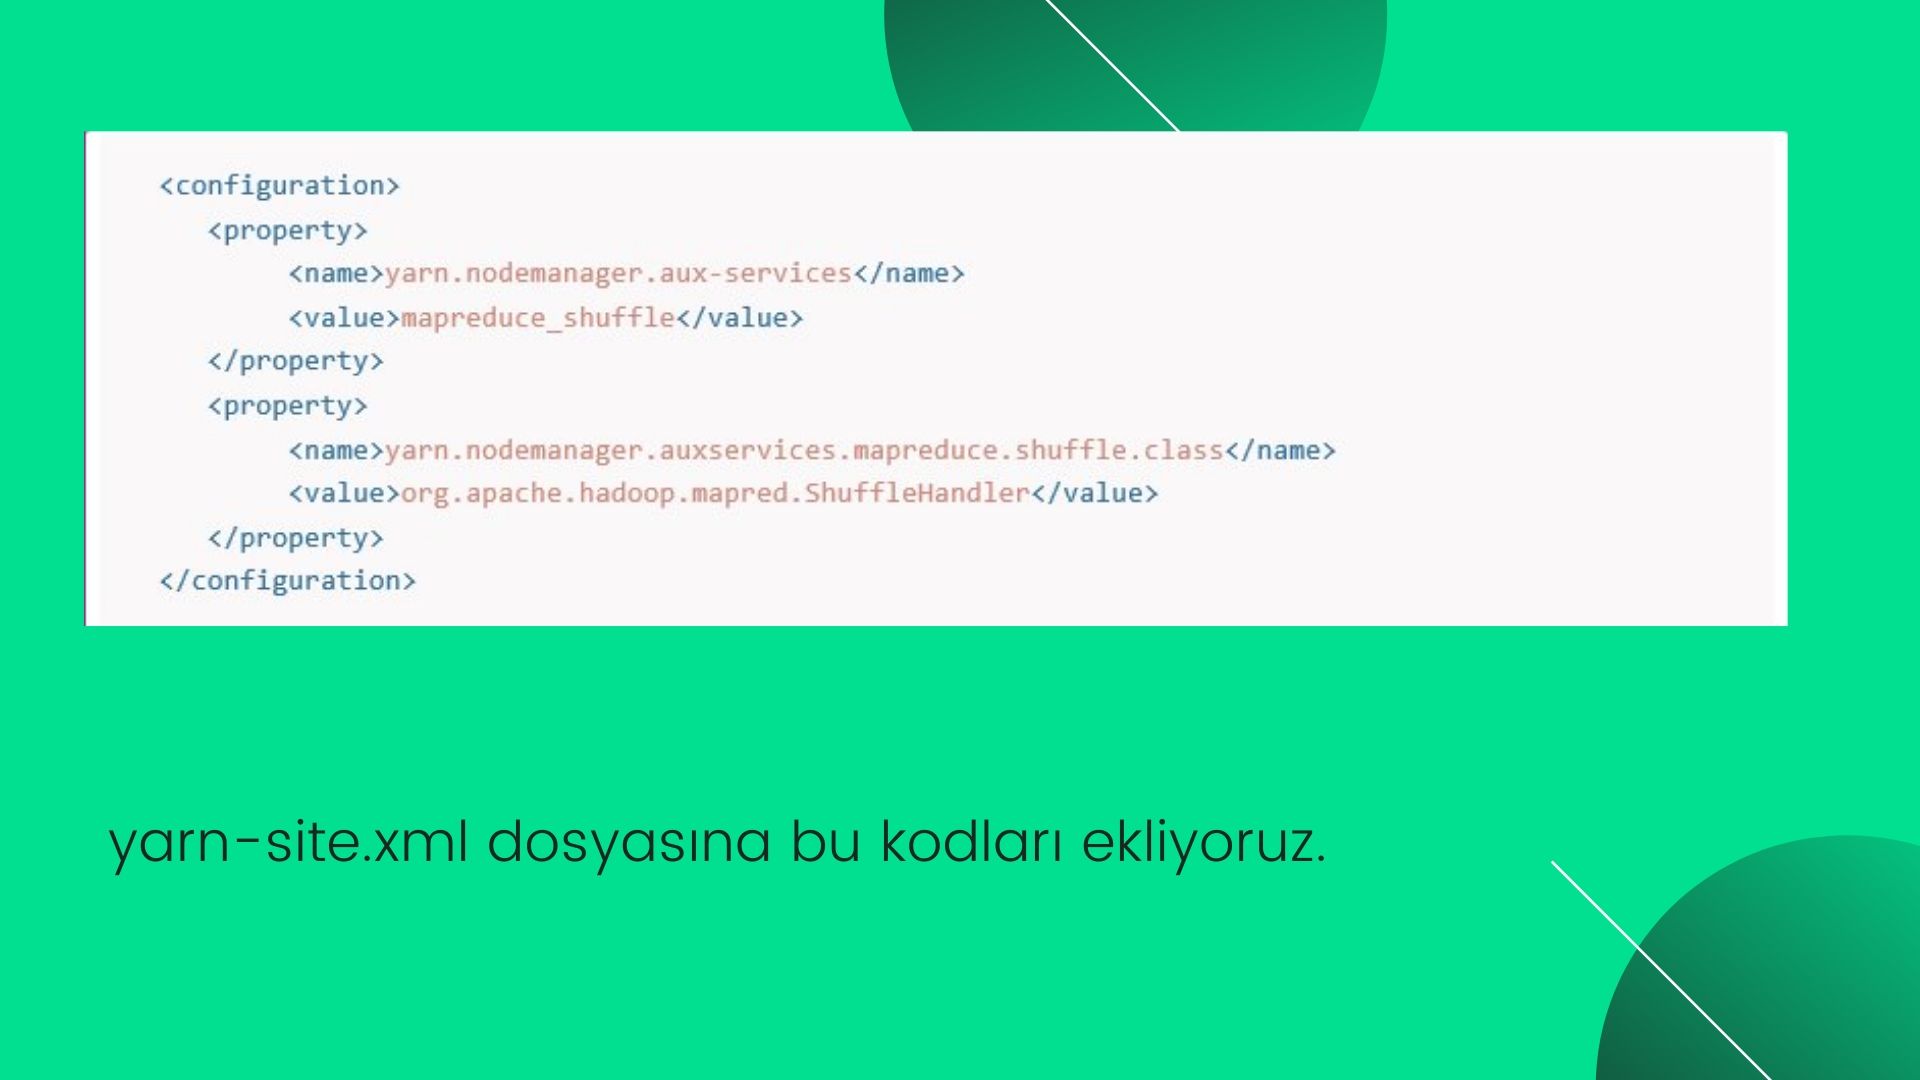 <configuration>
<property>
<name>yarn.nodemanager.aux-services</name>
<value>mapreduce_shuffle</value>
</property>
<property>
<name>yarn.nodemanager.auxservices.mapreduce.shuffle.class</name>
<value>org.apache.hadoop.mapred.ShuffleHandler</value>
</property>
</configuration>
yarn-site.xml dosyasına bu kodları ekliyoruz.